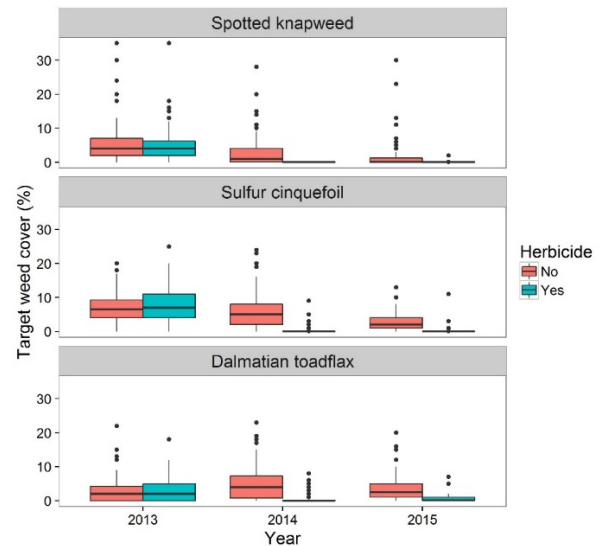 Spotted knapweed
30
20
10
0
Sulfur cinquefoil
30
20
10
0
Dalmatian toadflax
30
20
10
0
2013 2014 2015
Year
Target weed cover (%)
Herbicide
No
Yes